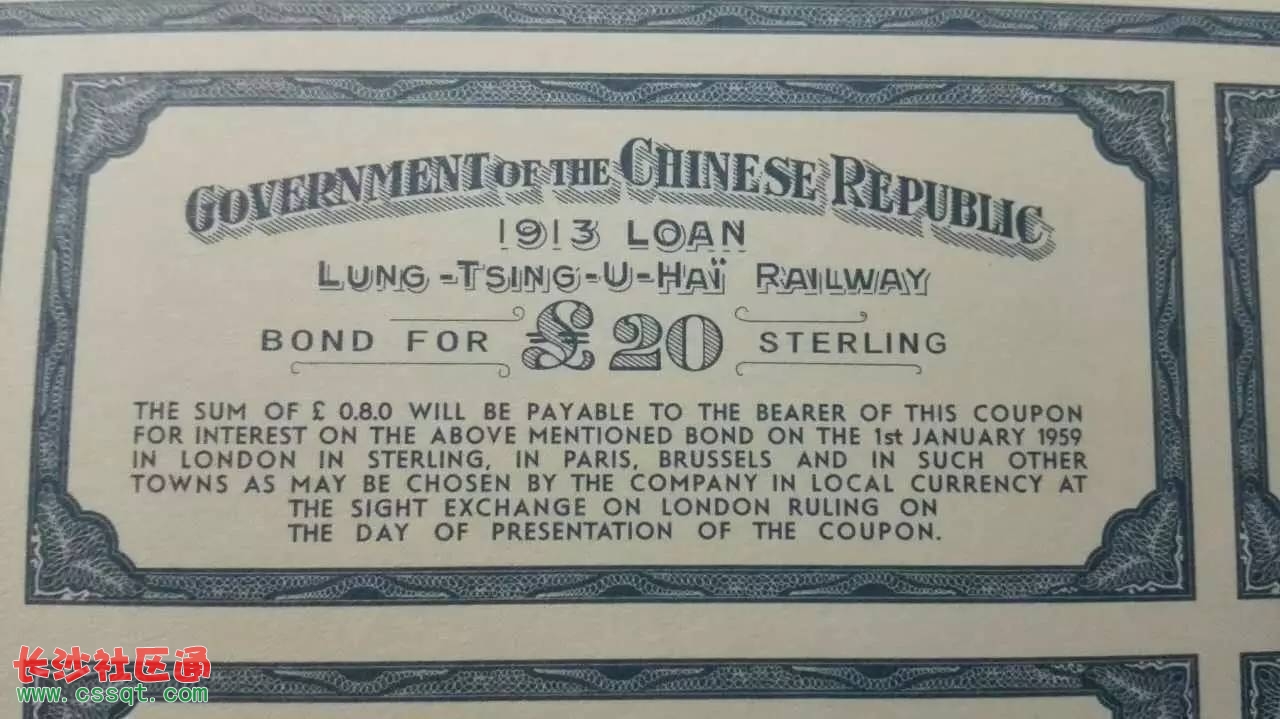 GOVERNMENT OF THE CHINESE REPUBLIC
1913 LOAN
LUNG-TSING-U-HAÏ RAILWAY
BOND FOR £20 STERLING
THE SUM OF £ 0.8.0 WILL BE PAYABLE TO THE BEARER OF THIS COUPON
FOR INTEREST ON THE ABOVE MENTIONED BOND ON THE 1st JANUARY 1959
IN LONDON IN STERLING, IN PARIS, BRUSSELS AND IN SUCH OTHER
TOWNS AS MAY BE CHOSEN BY THE COMPANY IN LOCAL CURRENCY AT
THE SIGHT EXCHANGE ON LONDON RULING ON
THE DAY OF PRESENTATION OF THE COUPON.
长沙社区通
www.cssqt.com